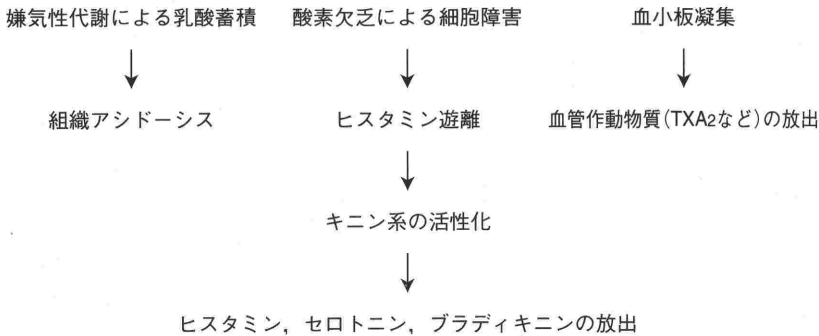 嫌気性代謝による乳酸蓄積 酸素欠乏による細胞障害 血小板凝集
組織アシドーシス ヒスタミン遊離 血管作動物質(TXA2など)の放出
キニン系の活性化
ヒスタミン，セロトニン，ブラディキニンの放出